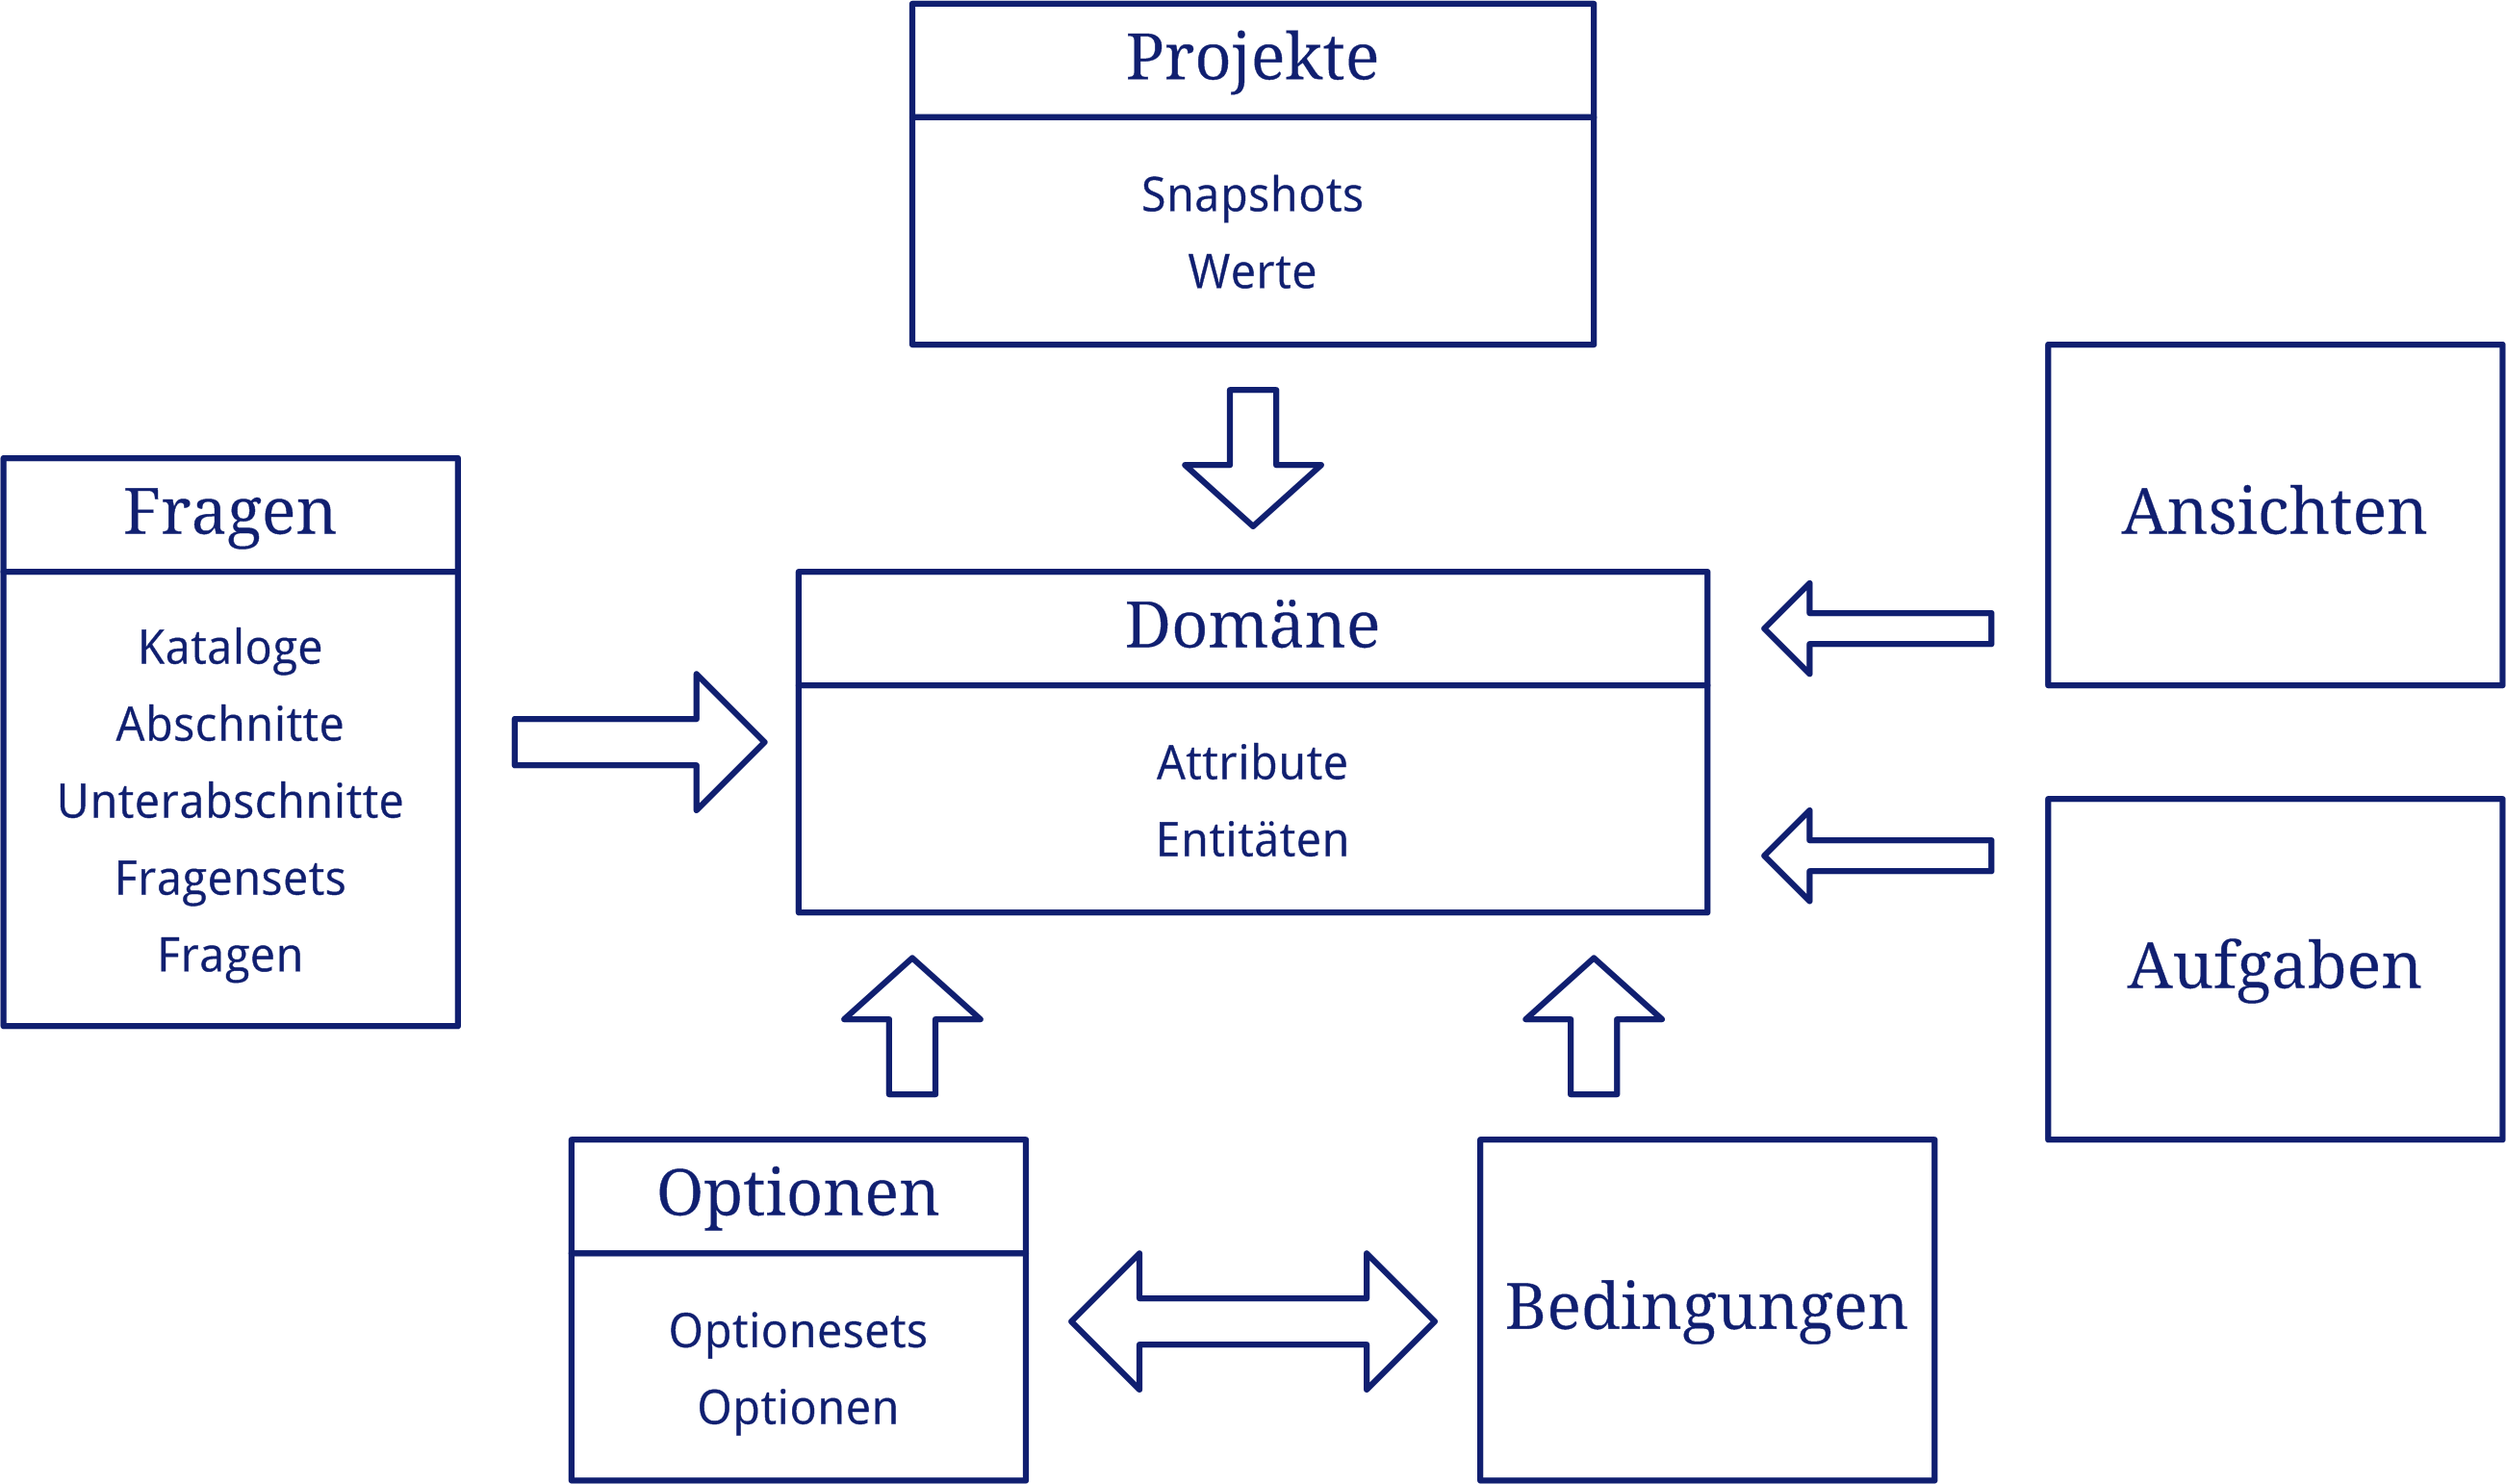 Projekte
Snapshots
Werte
Fragen
Kataloge
Abschnitte
Unterabschnitte
Fragensets
Fragen
Domäne
Attribute
Entitäten
Ansichten
Aufgaben
Optionen
Optionesets
Optionen
Bedingungen